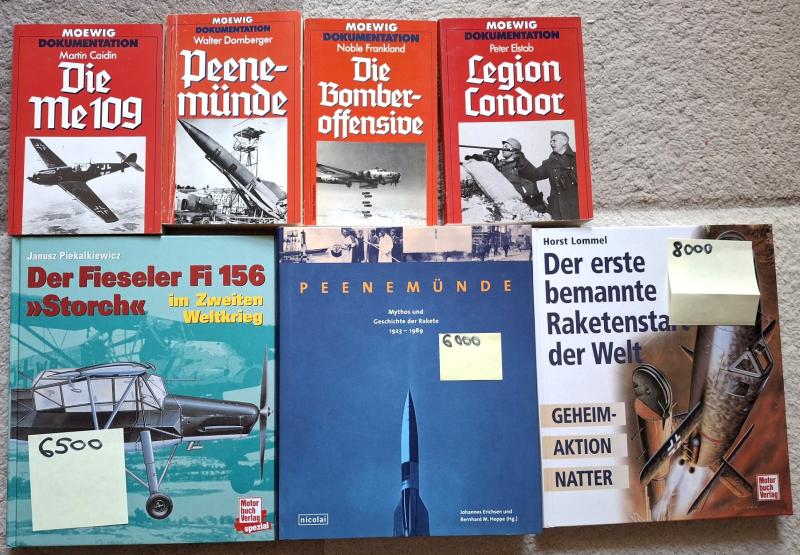 MOEWIG
DOKUMENTATION
Martin Caidin
Die
Me 109
MOEWIG
DOKUMENTATION
Walter Dornberger
Peene-
münde
MOEWIG
DOKUMENTATION
Noble Frankland
Die
Bomber-
offensive
MOEWIG
DOKUMENTATION
Peter Elstob
Legion
Condor
Janusz Piekalkiewicz
Der Fieseler Fi 156
»Storch« im Zweiten
Weltkrieg
6500
Motor
buch
Verlag
spezial
PEENEMÜNDE
Mythos und
Geschichte der Rakete
1923 – 1989
6000
nicolai
Johannes Erichsen und
Bernhard M. Hoppe (Hg.)
Horst Lommel
8000
Der erste
bemannte
Raketenstart
der Welt
GEHEIM-
AKTION
NATTER
Motor
buch
Verlag